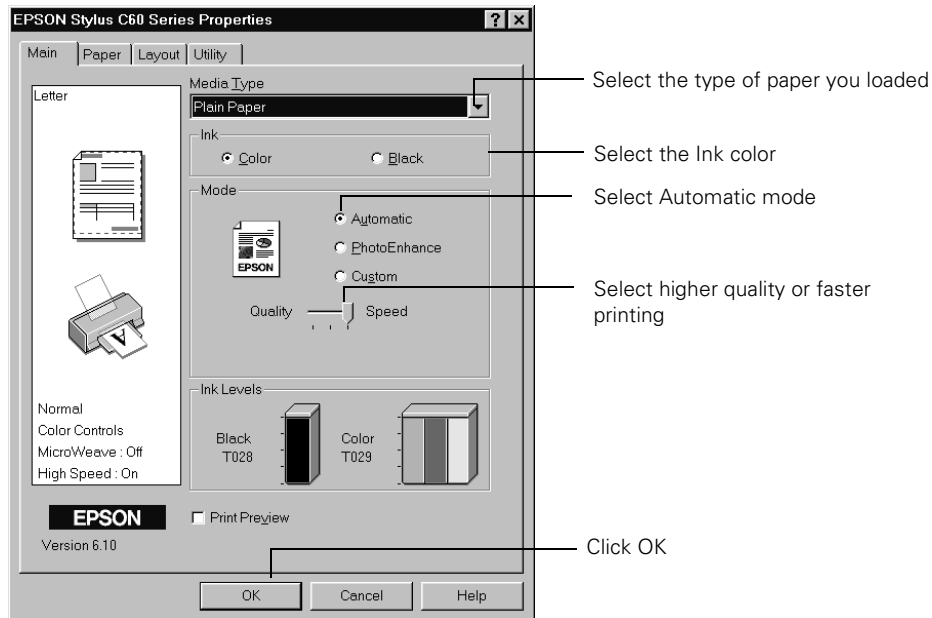 EPSON Stylus C60 Series Properties
Main Paper Layout Utility
Letter
Media Type
Plain Paper
Select the type of paper you loaded
Ink
Color Black
Select the Ink color
Mode
Select Automatic mode
Automatic
PhotoEnhance
Custom
EPSON
Quality Speed
Select higher quality or faster
printing
A
Ink Levels
Black
T028
Color
T029
Normal
Color Controls
MicroWeave : Off
High Speed : On
EPSON
Version 6.10
Print Preview
Click OK
OK Cancel Help